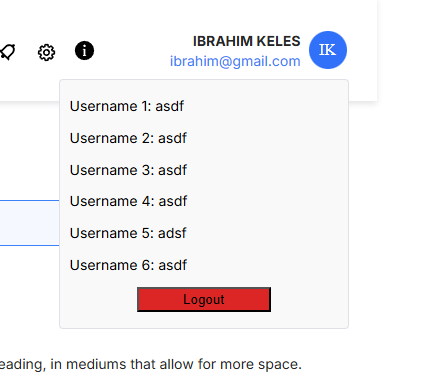 IBRAHIM KELES
ibrahim@gmail.com
IK
Username 1: asdf
Username 2: asdf
Username 3: asdf
Username 4: asdf
Username 5: adsf
Username 6: asdf
Logout
eading, in mediums that allow for more space.